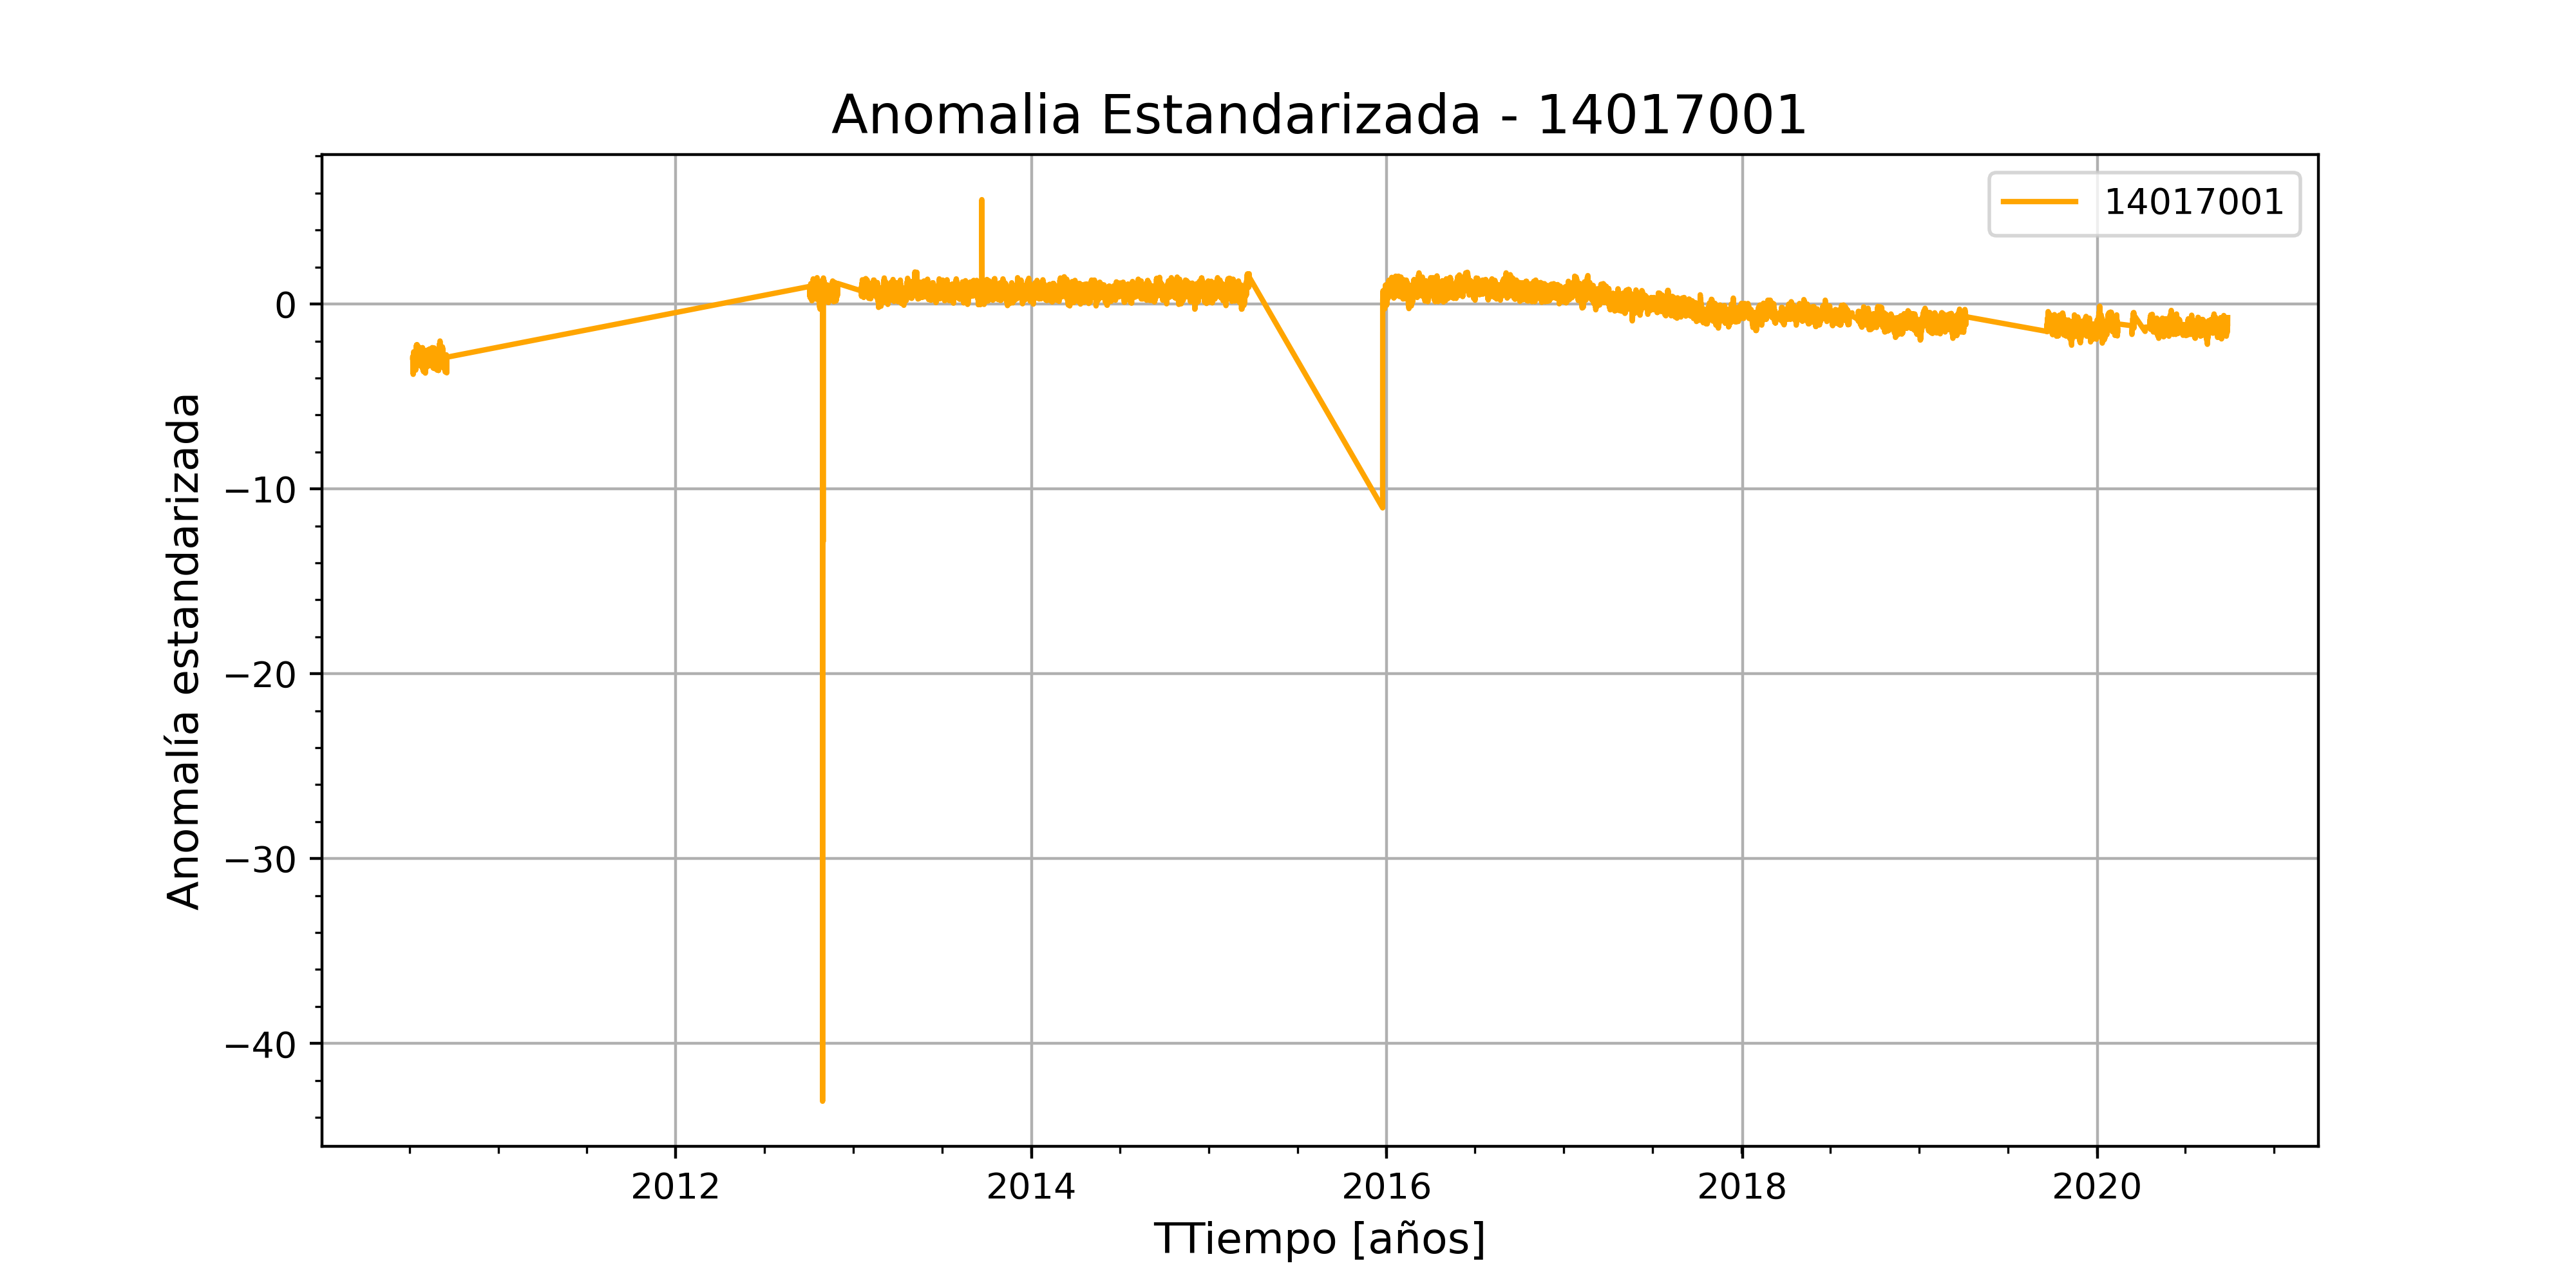 Anomalia Estandarizada - 14017001
14017001
Anomalía estandarizada
0
−10
−20
−30
−40
2012 2014 2016 2018 2020
TTiempo [años]